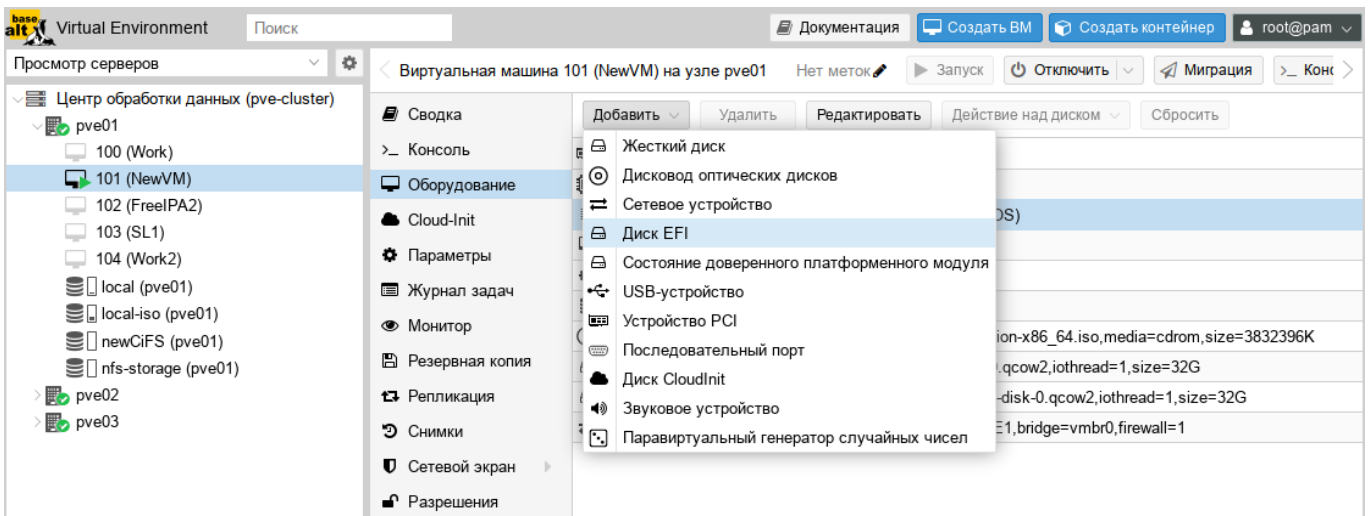 base alt Virtual Environment Поиск Документация Создать ВМ Создать контейнер root@pam
Просмотр серверов
Виртуальная машина 101 (NewVM) на узле pve01 Нет меток Запуск Отключить Миграция
Центр обработки данных (pve-cluster)
pve01
100 (Work)
101 (NewVM)
102 (FreeIPA2)
103 (SL1)
104 (Work2)
local (pve01)
local-iso (pve01)
newCiFS (pve01)
nfs-storage (pve01)
pve02
pve03
Сводка
Консоль
Оборудование
Cloud-Init
Параметры
Журнал задач
Монитор
Резервная копия
Репликация
Снимки
Сетевой экран
Разрешения
Добавить Удалить Редактировать Действие над диском Сбросить
Жесткий диск
Дисковод оптических дисков
Сетевое устройство
Диск EFI
Состояние доверенного платформенного модуля
USB-устройство
Устройство PCI
Последовательный порт
Диск CloudInit
Звуковое устройство
Паравиртуальный генератор случайных чисел
ion-x86_64.iso,media=cdrom,size=3832396K
.qcow2,iothread=1,size=32G
-disk-0.qcow2,iothread=1,size=32G
E1,bridge=vmbr0,firewall=1